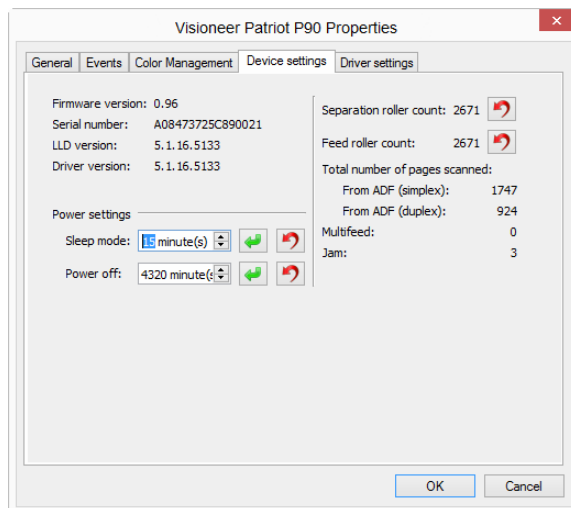 Visioneer Patriot P90 Properties
General Events Color Management Device settings Driver settings
Firmware version: 0.96
Serial number: A08473725C890021
LLD version: 5.1.16.5133
Driver version: 5.1.16.5133
Power settings
Sleep mode: 15 minute(s)
Power off: 4320 minute(s
Separation roller count: 2671
Feed roller count: 2671
Total number of pages scanned:
From ADF (simplex): 1747
From ADF (duplex): 924
Multifeed: 0
Jam: 3
OK Cancel